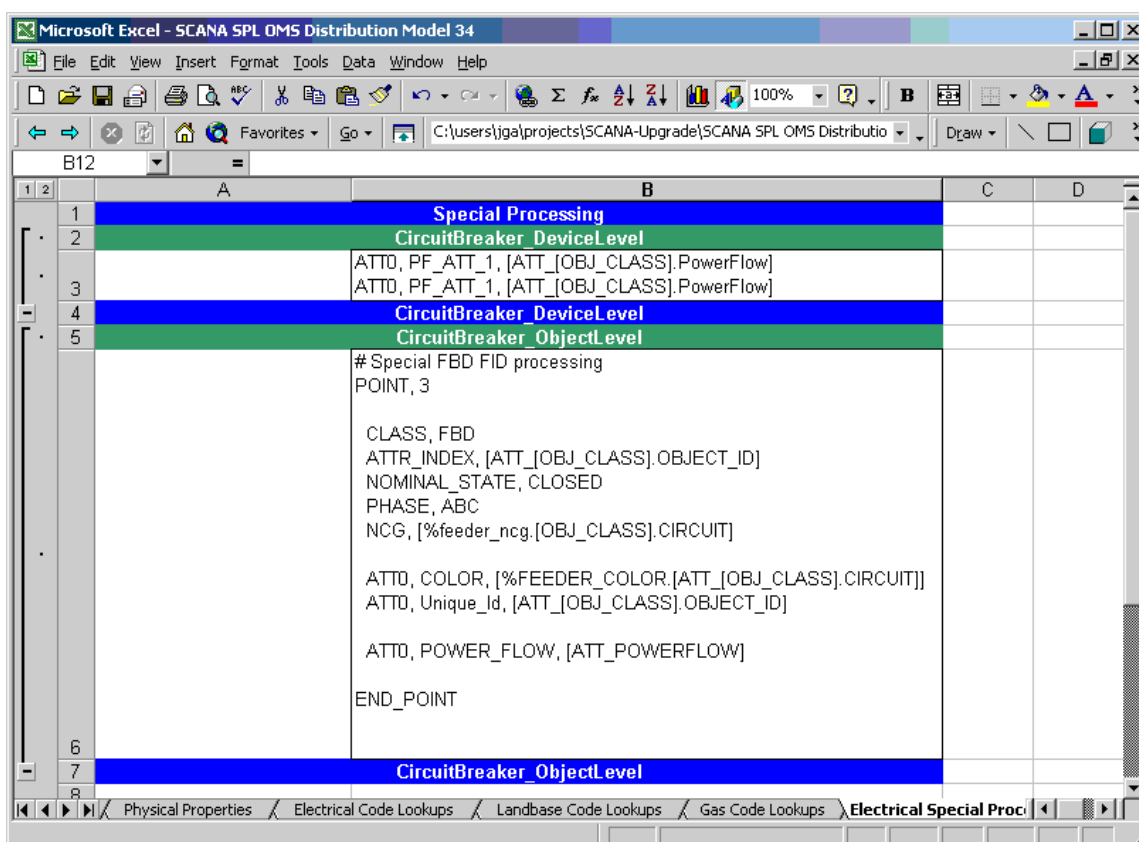 Microsoft Excel - SCANA SPL OMS Distribution Model 34
File Edit View Insert Format Tools Data Window Help
ABC 100% B A
Favorites Go C:\users\jga\projects\SCANA-Upgrade\SCANA SPL OMS Distributio Draw
B12 =
1 2 A B C D
1 Special Processing
2 CircuitBreaker_DeviceLevel
ATT0, PF_ATT_1, [ATT_[OBJ_CLASS].PowerFlow]
3 ATT0, PF_ATT_1, [ATT_[OBJ_CLASS].PowerFlow]
4 CircuitBreaker_DeviceLevel
5 CircuitBreaker_ObjectLevel
# Special FBD FID processing
POINT, 3
CLASS, FBD
ATTR_INDEX, [ATT_[OBJ_CLASS].OBJECT_ID]
NOMINAL_STATE, CLOSED
PHASE, ABC
NCG, [%feeder_ncg.[OBJ_CLASS].CIRCUIT]
ATT0, COLOR, [%FEEDER_COLOR.[ATT_[OBJ_CLASS].CIRCUIT]]
ATT0, Unique_Id, [ATT_[OBJ_CLASS].OBJECT_ID]
ATT0, POWER_FLOW, [ATT_POWERFLOW]
END_POINT
6
7 CircuitBreaker_ObjectLevel
8
Physical Properties Electrical Code Lookups Landbase Code Lookups Gas Code Lookups Electrical Special Proc